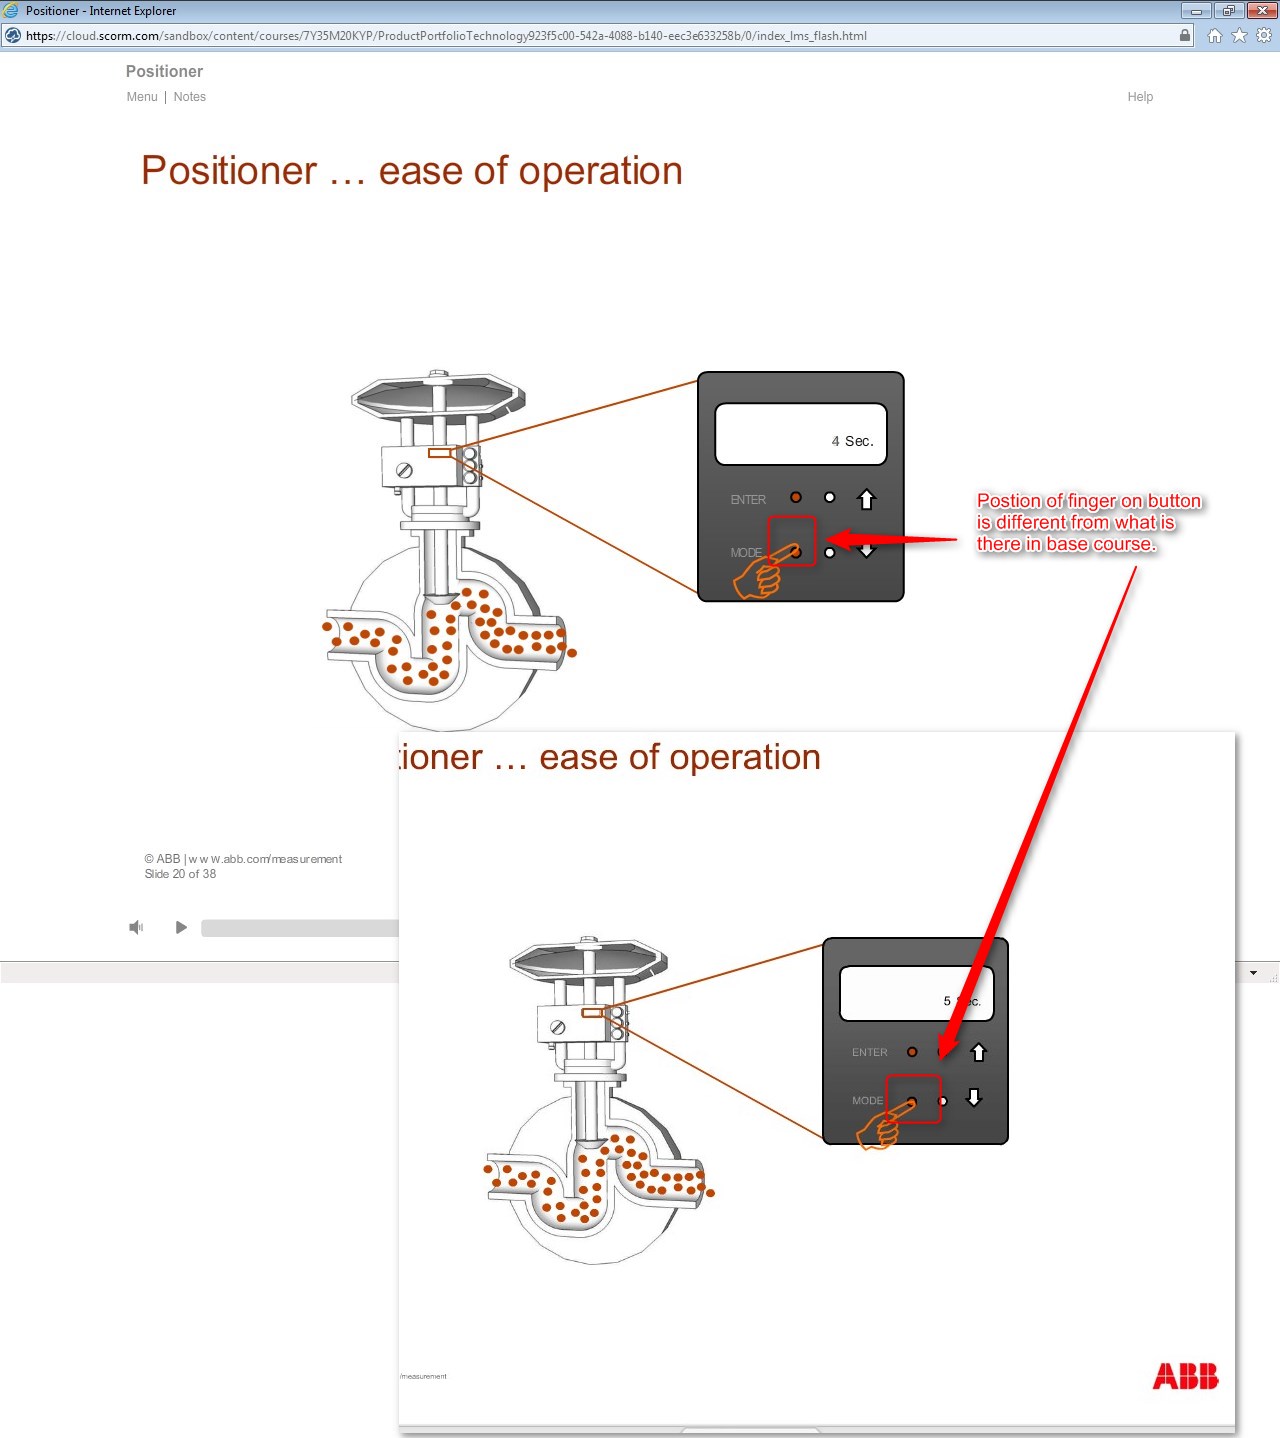 Positioner - Internet Explorer
https://cloud.scorm.com/sandbox/content/courses/7Y35M20KYP/ProductPortfolioTechnology923f5c00-542a-4088-b140-eec3e633258b/0/index_lms_flash.html
Positioner
Menu | Notes
Help
Positioner ... ease of operation
4 Sec.
ENTER
MODE
Postion of finger on button
is different from what is
there in base course.
tioner ... ease of operation
© ABB | w w w.abb.com/measurement
Slide 20 of 38
5 Sec.
ENTER
MODE
/measurement
ABB